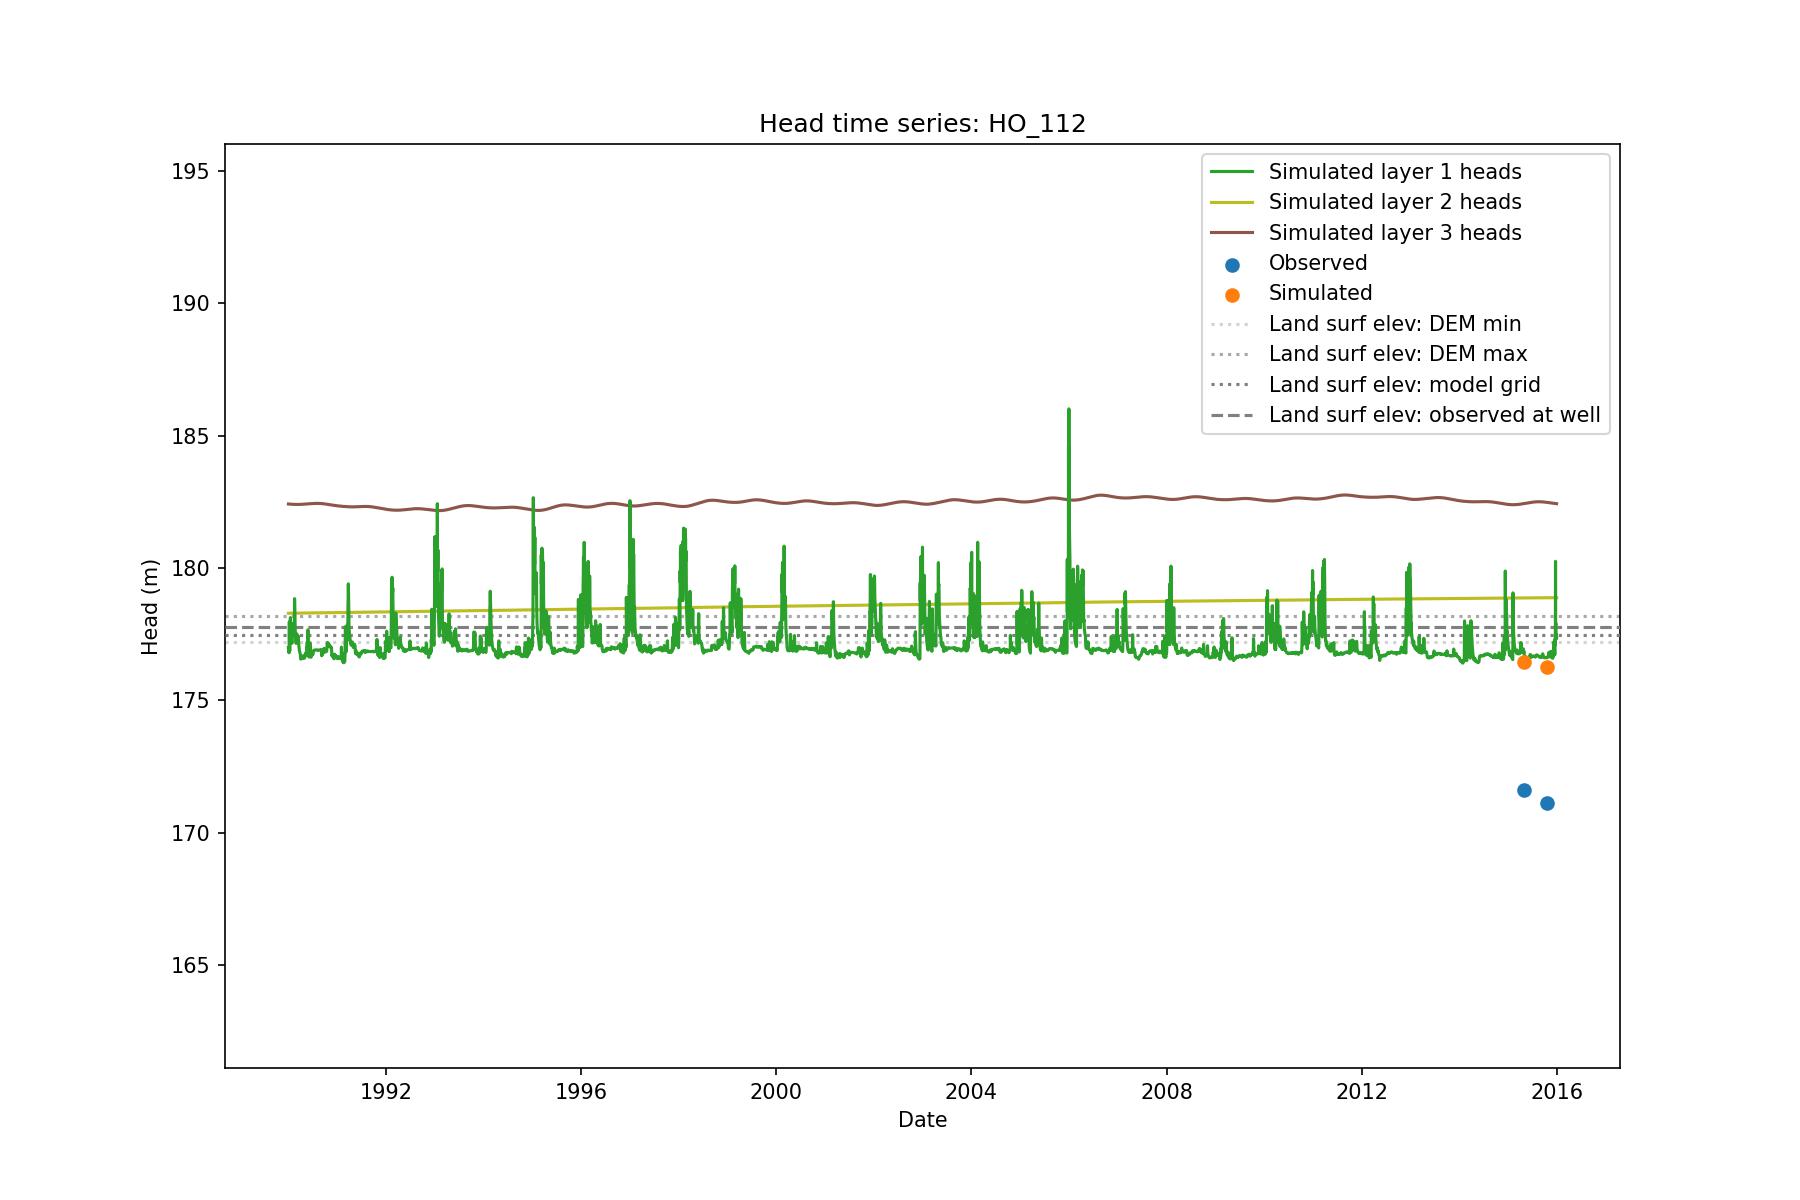 Head time series: HO_112
Simulated layer 1 heads
Simulated layer 2 heads
Simulated layer 3 heads
Observed
Simulated
Land surf elev: DEM min
Land surf elev: DEM max
Land surf elev: model grid
Land surf elev: observed at well
Head (m)
195
190
185
180
175
170
165
1992
1996
2000
2004
2008
2012
2016
Date